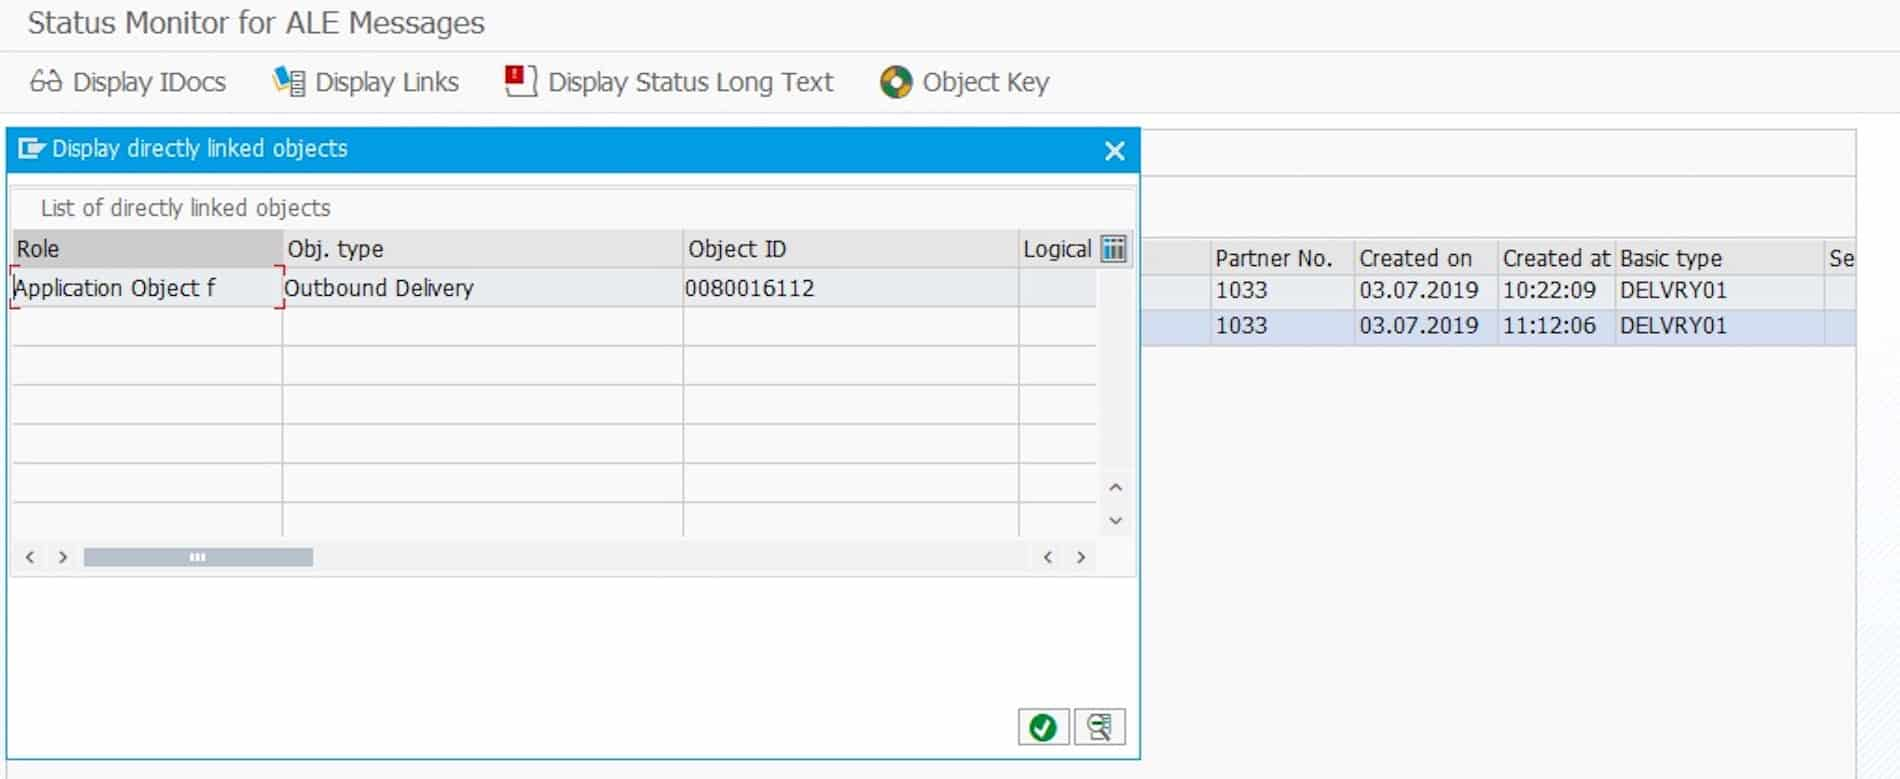 Status Monitor for ALE Messages
Display IDocs Display Links Display Status Long Text Object Key
Display directly linked objects
List of directly linked objects
Role Obj. type Object ID Logical
Application Object f Outbound Delivery 0080016112
Partner No. Created on Created at Basic type Se
1033 03.07.2019 10:22:09 DELVRY01
1033 03.07.2019 11:12:06 DELVRY01